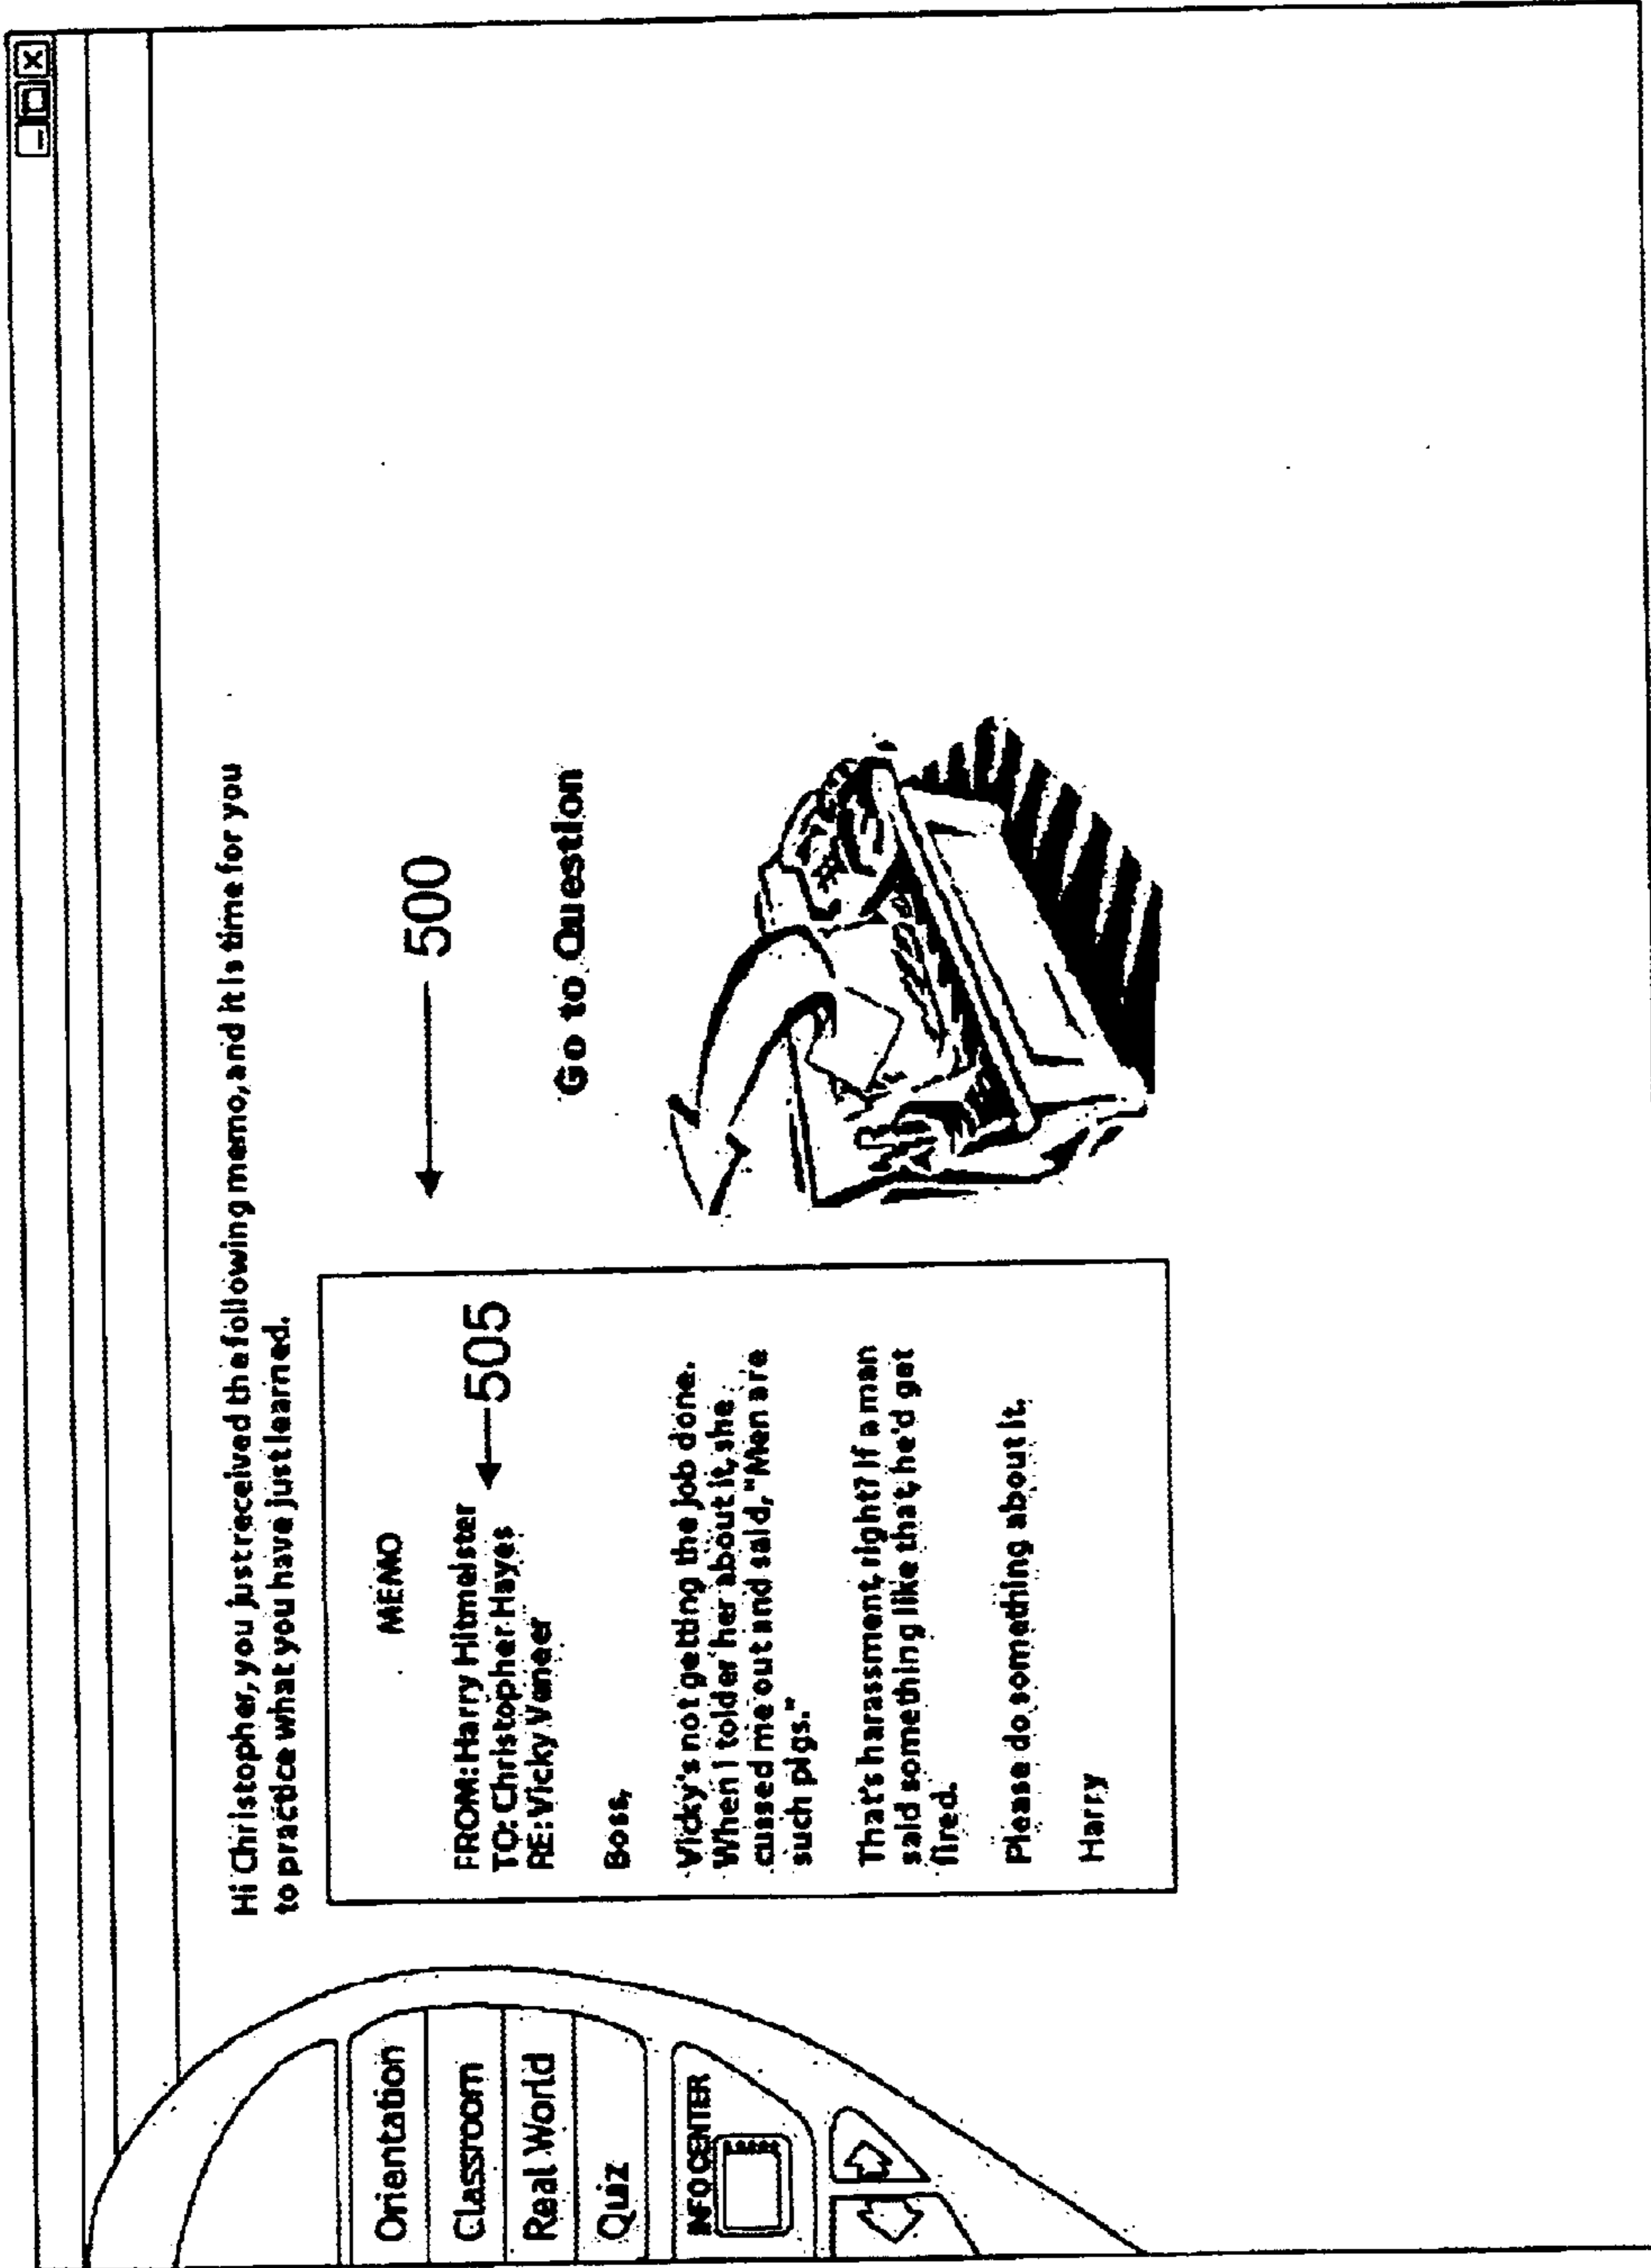 Hi Christopher, you just received the following memo, and it is time for you
to practice what you have just learned.
500
MEMO
FROM: Harry Hitmeister
505
TO: Christopher Hayes
RE: Vicky Vaneer
Boss,
Vicky's not getting the job done.
When I tolder her about it, she
cussed me out and said, "Men are
such pigs."
That's harassment, right? If a man
said something like that, he'd get
fired.
Please do something about it.
Harry
Go to Question
Orientation
Classroom
Real World
Quiz
INFO CENTER